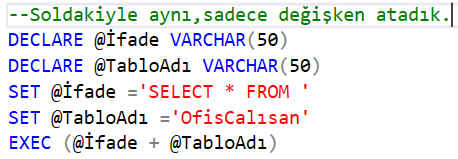 --Soldakiyle aynı,sadece değişken atadık.
DECLARE @İfade VARCHAR(50)
DECLARE @TabloAdı VARCHAR(50)
SET @İfade ='SELECT * FROM '
SET @TabloAdı ='OfisCalısan'
EXEC (@İfade + @TabloAdı)